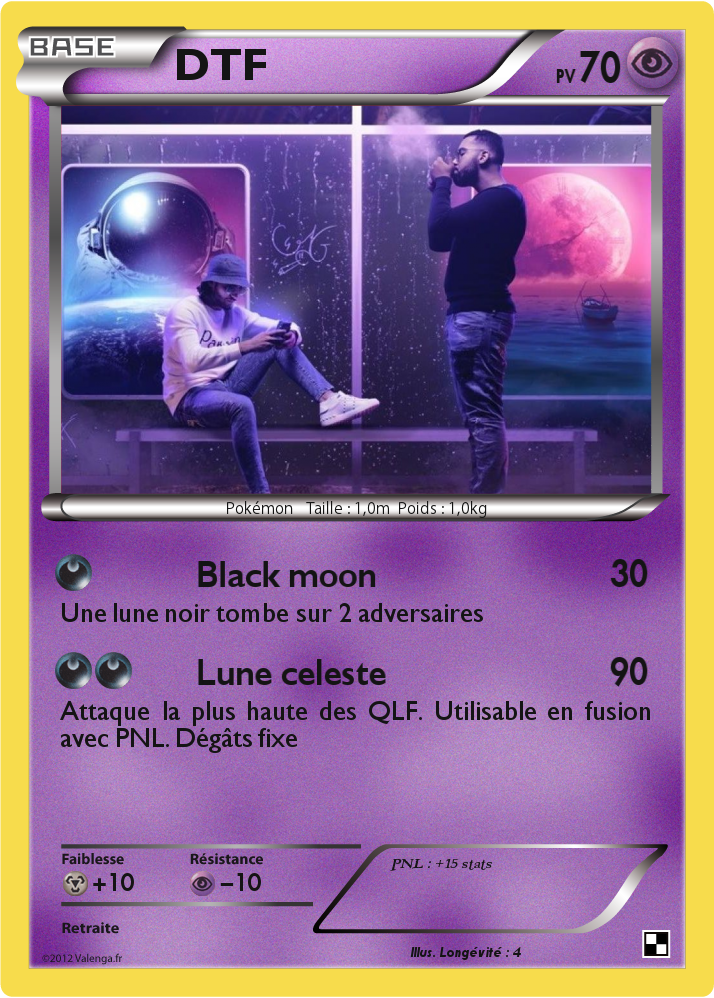 BASE
DTF
PV 70
Pokémon Taille : 1,0m Poids : 1,0kg
Black moon 30
Une lune noir tombe sur 2 adversaires
Lune celeste 90
Attaque la plus haute des QLF. Utilisable en fusion
avec PNL. Dégâts fixe
Faiblesse Résistance
+10 –10
PNL : +15 stats
Retraite
Illus. Longévité : 4
©2012 Valenga.fr